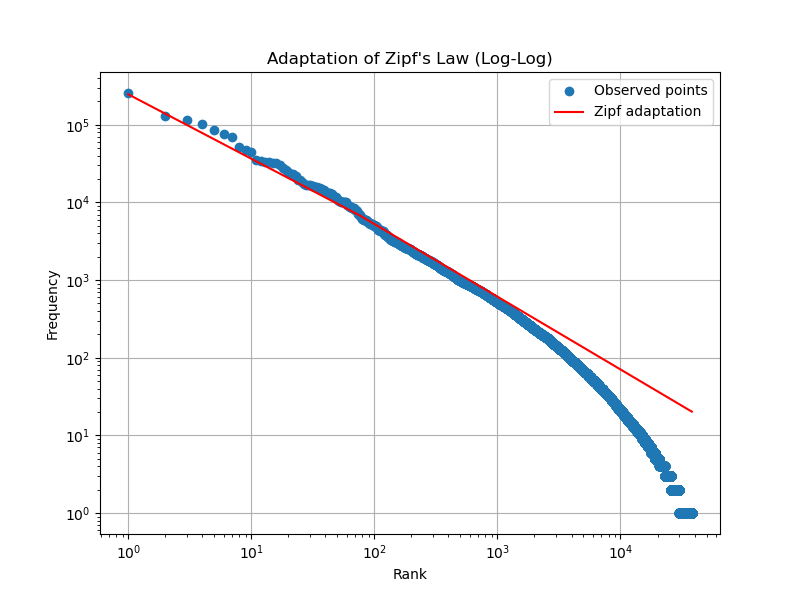 Adaptation of Zipf's Law (Log-Log)
Observed points
Zipf adaptation
Frequency
10⁵
10⁴
10³
10²
10¹
10⁰
10⁰ 10¹ 10² 10³ 10⁴
Rank